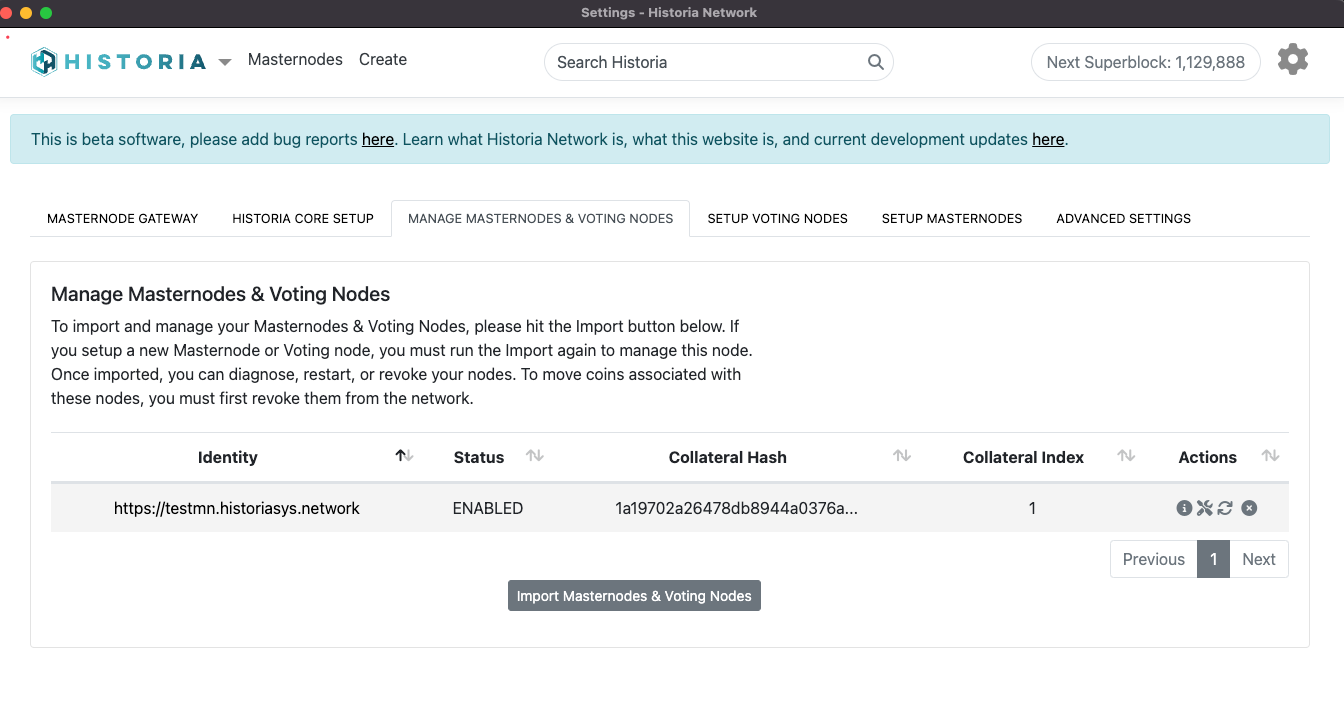 Settings - Historia Network
HISTORIA Masternodes Create Search Historia Next Superblock: 1,129,888
This is beta software, please add bug reports here. Learn what Historia Network is, what this website is, and current development updates here.
MASTERNODE GATEWAY HISTORIA CORE SETUP MANAGE MASTERNODES & VOTING NODES SETUP VOTING NODES SETUP MASTERNODES ADVANCED SETTINGS
Manage Masternodes & Voting Nodes
To import and manage your Masternodes & Voting Nodes, please hit the Import button below. If
you setup a new Masternode or Voting node, you must run the Import again to manage this node.
Once imported, you can diagnose, restart, or revoke your nodes. To move coins associated with
these nodes, you must first revoke them from the network.
Identity Status Collateral Hash Collateral Index Actions
https://testmn.historiasys.network ENABLED 1a19702a26478db8944a0376a... 1
Previous 1 Next
Import Masternodes & Voting Nodes